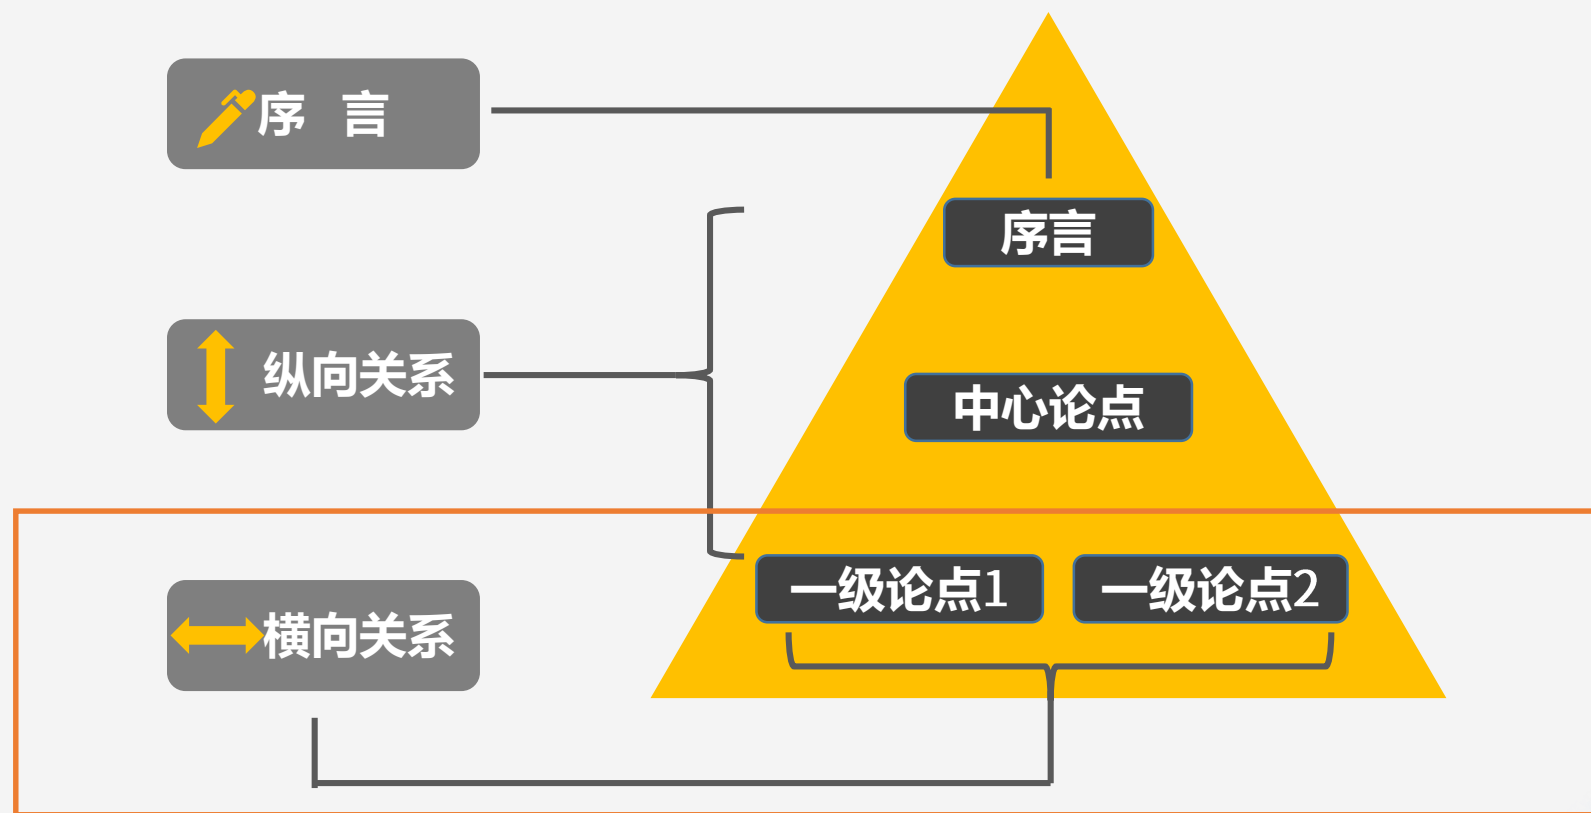 序 言
序言
纵向关系
中心论点
一级论点1
一级论点2
横向关系